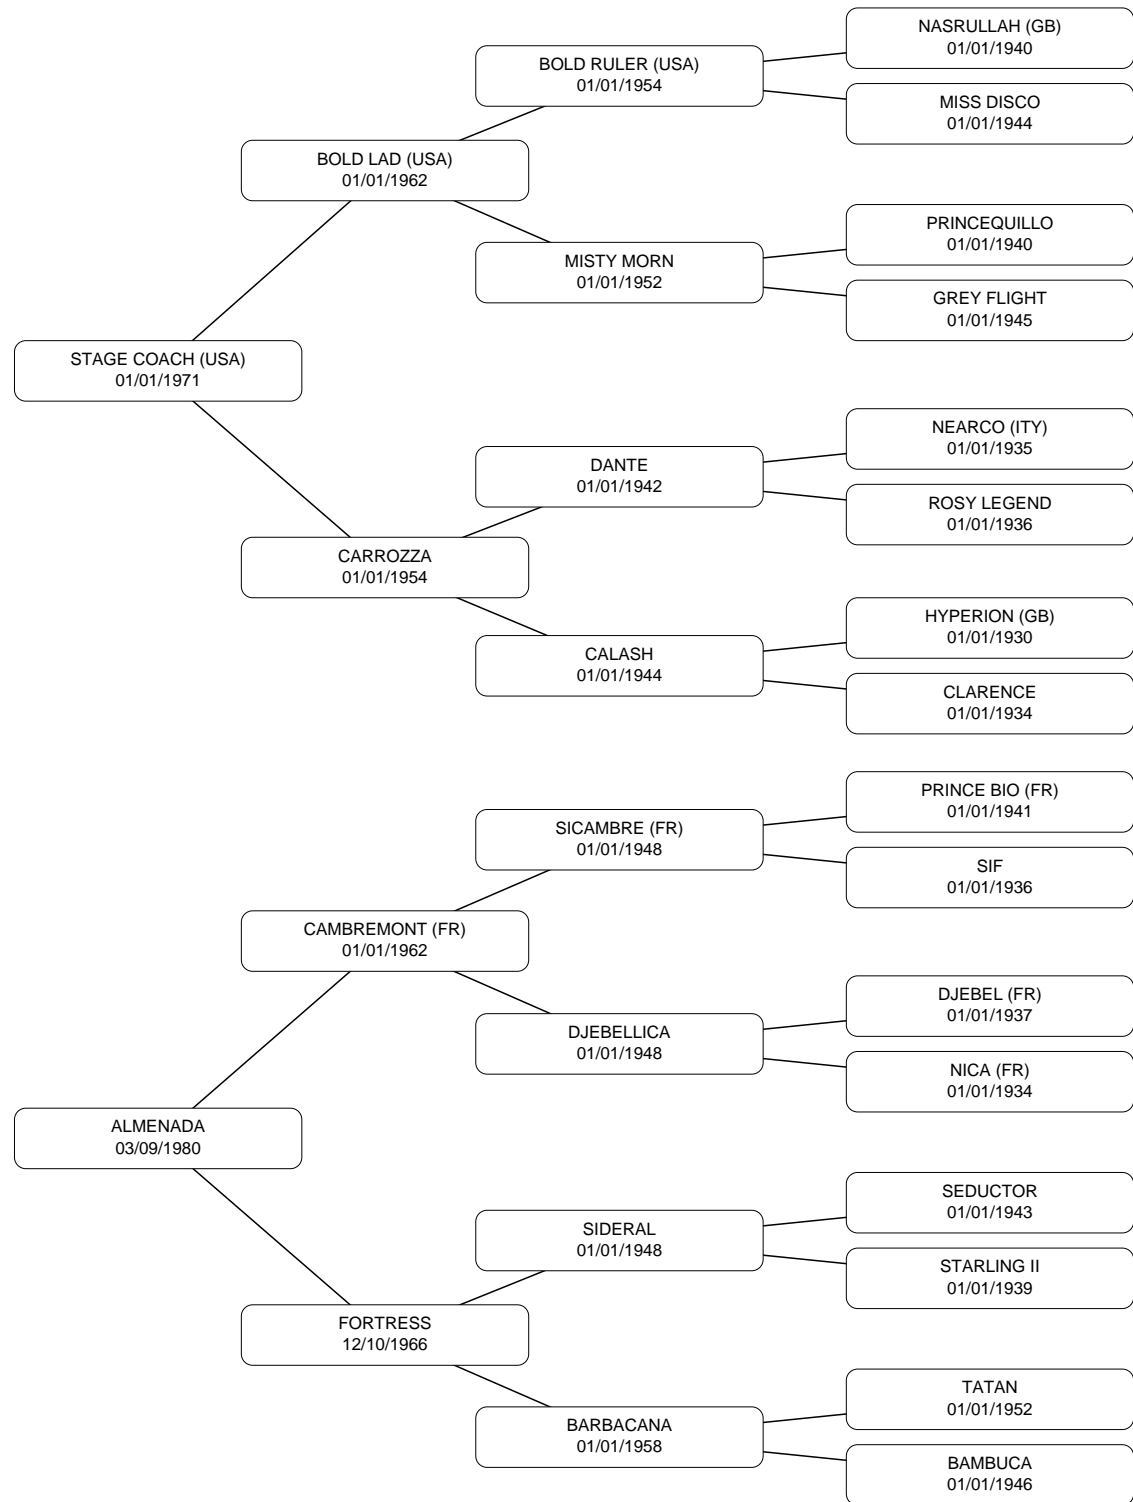 NASRULLAH (GB)
01/01/1940
BOLD RULER (USA)
01/01/1954
MISS DISCO
01/01/1944
BOLD LAD (USA)
01/01/1962
PRINCEQUILLO
01/01/1940
MISTY MORN
01/01/1952
GREY FLIGHT
01/01/1945
STAGE COACH (USA)
01/01/1971
NEARCO (ITY)
01/01/1935
DANTE
01/01/1942
ROSY LEGEND
01/01/1936
CARROZZA
01/01/1954
HYPERION (GB)
01/01/1930
CALASH
01/01/1944
CLARENCE
01/01/1934
PRINCE BIO (FR)
01/01/1941
SICAMBRE (FR)
01/01/1948
SIF
01/01/1936
CAMBREMONT (FR)
01/01/1962
DJEBEL (FR)
01/01/1937
DJEBELLICA
01/01/1948
NICA (FR)
01/01/1934
ALMENADA
03/09/1980
SEDUCTOR
01/01/1943
SIDERAL
01/01/1948
STARLING II
01/01/1939
FORTRESS
12/10/1966
TATAN
01/01/1952
BARBACANA
01/01/1958
BAMBUCA
01/01/1946